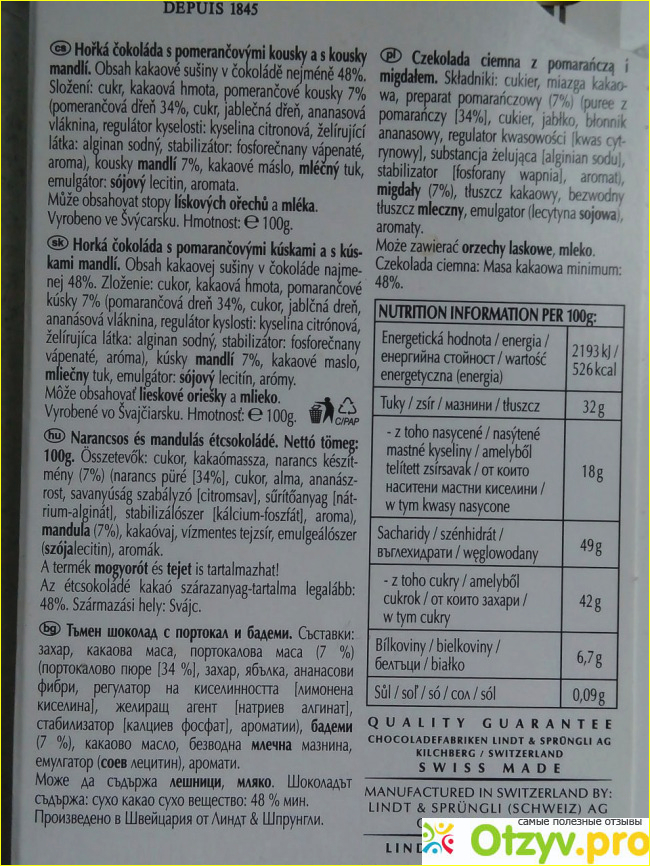 DEPUIS 1845
cs Hořká čokoláda s pomerančovými kousky a s kousky
mandlí. Obsah kakaové sušiny v čokoládě nejméně 48%.
Složení: cukr, kakaová hmota, pomerančové kousky 7%
(pomerančová dřeň 34%, cukr, jablečná dřeň, ananasová
vláknina, regulátor kyselosti: kyselina citronová, želírující
látka: alginan sodný, stabilizátor: fosforečnany vápenaté,
aroma), kousky mandlí 7%, kakaové máslo, mléčný tuk,
emulgátor: sójový lecitin, aromata.
Může obsahovat stopy lískových ořechů a mléka.
Vyrobeno ve Švýcarsku. Hmotnost: ℮ 100g.
sk Horká čokoláda s pomarančovými kúskami a s kús-
kami mandlí. Obsah kakaovej sušiny v čokoláde najme-
nej 48%. Zloženie: cukor, kakaová hmota, pomarančové
kúsky 7% (pomarančová dreň 34%, cukor, jablčná dreň,
ananásová vláknina, regulátor kyslosti: kyselina citrónová,
želírujíca látka: alginan sodný, stabilizátor: fosforečnany
vápenaté, aróma), kúsky mandlí 7%, kakaové maslo,
mliečny tuk, emulgátor: sójový lecitín, arómy.
Môže obsahovať lieskové oriešky a mlieko.
Vyrobené vo Švajčiarsku. Hmotnosť: ℮ 100g.
C/PAP
hu Narancsos és mandulás étcsokoládé. Nettó tömeg:
100g. Összetevők: cukor, kakaómassza, narancs készít-
mény (7%) (narancs püré [34%], cukor, alma, ananász-
rost, savanyúság szabályzó [citromsav], sűrítőanyag [nát-
rium-alginát], stabilizálószer [kálcium-foszfát], aroma),
mandula (7%), kakaóvaj, vízmentes tejzsír, emulgeálószer
(szójalecitin), aromák.
A termék mogyorót és tejet is tartalmazhat!
Az étcsokoládé kakaó szárazanyag-tartalma legalább:
48%. Származási hely: Svájc.
bg Тъмен шоколад с портокал и бадеми. Съставки:
захар, какаова маса, портокалова маса (7 %)
(портокалово пюре [34 %], захар, ябълка, ананасови
фибри, регулатор на киселинността [лимонена
киселина], желиращ агент [натриев алгинат],
стабилизатор [калциев фосфат], ароматии), бадеми
(7 %), какаово масло, безводна млечна мазнина,
емулгатор (соев лецитин), аромати.
Може да съдържа лешници, мляко. Шоколадът
съдържа: сухо какао сухо вещество: 48 % мин.
Произведено в Швейцария от Линдт & Шпрунгли.
pl Czekolada ciemna z pomarańczą i
migdałem. Składniki: cukier, miazga kakao-
wa, preparat pomarańczowy (7%) (puree z
pomarańczy [34%], cukier, jabłko, błonnik
ananasowy, regulator kwasowości [kwas cyt-
rynowy], substancja żelująca [alginian sodu],
stabilizator [fosforany wapnia], aromat),
migdały (7%), tłuszcz kakaowy, bezwodny
tłuszcz mleczny, emulgator (lecytyna sojowa),
aromaty.
Może zawierać orzechy laskowe, mleko.
Czekolada ciemna: Masa kakaowa minimum:
48%.
NUTRITION INFORMATION PER 100g:
Energetická hodnota / energia /
енергийна стойност / wartość
energetyczna (energia)
2193 kJ /
526 kcal
Tuky / zsír / мазнини / tłuszcz
32 g
- z toho nasycené / nasýtené
mastné kyseliny / amelyből
telített zsírsavak / от които
наситени мастни киселини /
w tym kwasy nasycone
18 g
Sacharidy / szénhidrát /
въглехидрати / węglowodany
49 g
- z toho cukry / amelyből
cukrok / от които захари /
w tym cukry
42 g
Bílkoviny / bielkoviny /
белтъци / białko
6,7 g
Sůl / soľ / só / сол / sól
0,09 g
QUALITY GUARANTEE
CHOCOLADEFABRIKEN LINDT & SPRÜNGLI AG
KILCHBERG / SWITZERLAND
SWISS MADE
MANUFACTURED IN SWITZERLAND BY:
LINDT & SPRÜNGLI (SCHWEIZ) AG
самые полезные отзывы
Otzyv.pro